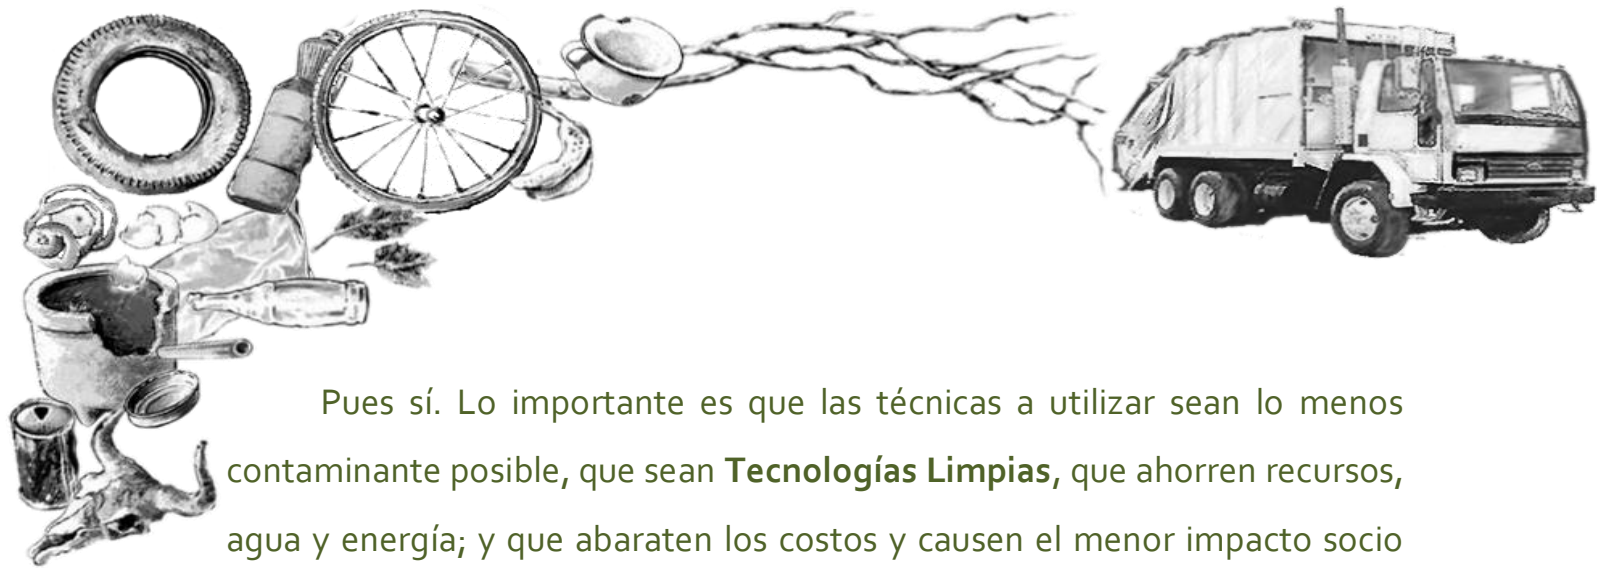 Pues sí. Lo importante es que las técnicas a utilizar sean lo menos
contaminante posible, que sean Tecnologías Limpias, que ahorren recursos,
agua y energía; y que abaraten los costos y causen el menor impacto socio